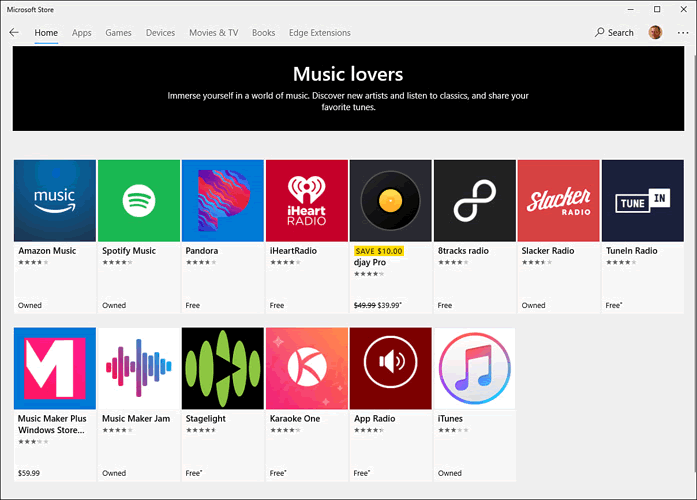 Microsoft Store
Home Apps Games Devices Movies & TV Books Edge Extensions Search
Music lovers
Immerse yourself in a world of music. Discover new artists and listen to classics, and share your
favorite tunes.
music
iHeart
RADIO
Slacker
RADIO
TUNE IN
Amazon Music
Owned
Spotify Music
Owned
Pandora
Free
iHeartRadio
Free
SAVE $10.00
djay Pro
$49.99 $39.99*
8tracks radio
Free
Slacker Radio
Owned
TuneIn Radio
Free*
M
K
Music Maker Plus
Windows Store...
$59.99
Music Maker Jam
Owned
Stagelight
Free*
Karaoke One
Free*
App Radio
Free*
iTunes
Owned